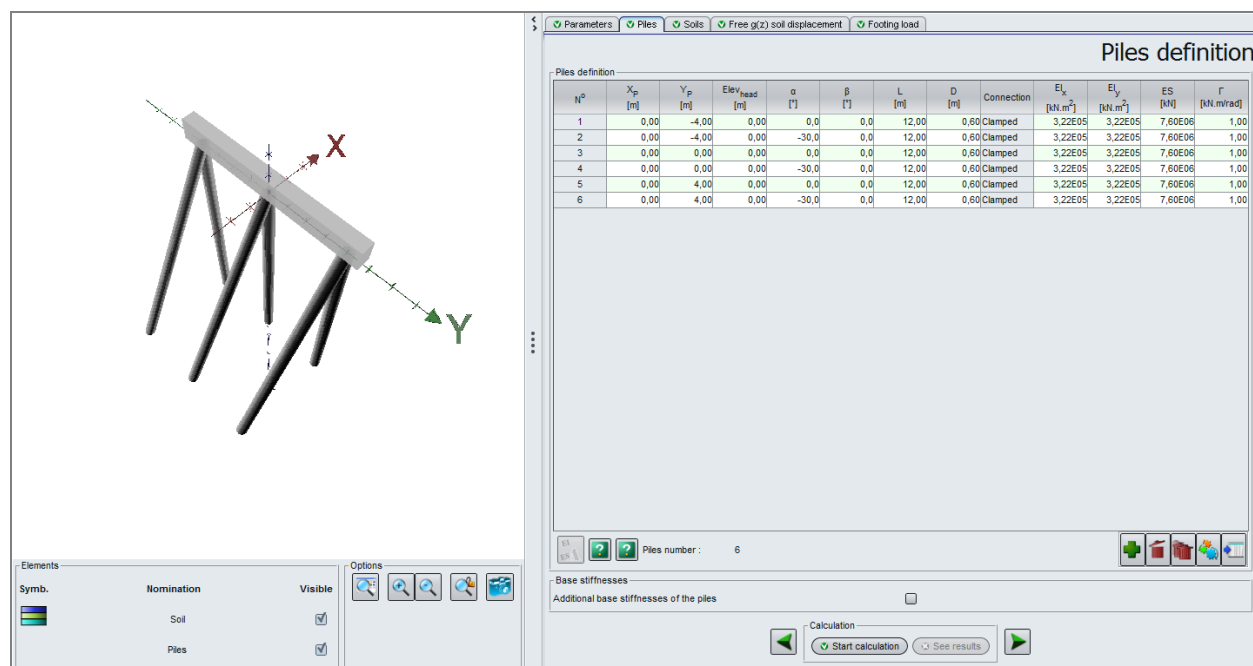 X
Y
Elements
Symb. Nomination Visible
Soil
Piles
Options
Parameters Piles Soils Free g(z) soil displacement Footing load
Piles definition
Piles definition
N° X_P [m] Y_P [m] Elev_head [m] α [°] β [°] L [m] D [m] Connection EI_x [kN.m²] EI_y [kN.m²] ES [kN] Γ [kN.m/rad]
1 0,00 -4,00 0,00 0,0 0,0 12,00 0,60 Clamped 3,22E05 3,22E05 7,60E06 1,00
2 0,00 -4,00 0,00 -30,0 0,0 12,00 0,60 Clamped 3,22E05 3,22E05 7,60E06 1,00
3 0,00 0,00 0,00 0,0 0,0 12,00 0,60 Clamped 3,22E05 3,22E05 7,60E06 1,00
4 0,00 0,00 0,00 -30,0 0,0 12,00 0,60 Clamped 3,22E05 3,22E05 7,60E06 1,00
5 0,00 4,00 0,00 0,0 0,0 12,00 0,60 Clamped 3,22E05 3,22E05 7,60E06 1,00
6 0,00 4,00 0,00 -30,0 0,0 12,00 0,60 Clamped 3,22E05 3,22E05 7,60E06 1,00
EI
ES
? ? Piles number : 6
Base stiffnesses
Additional base stiffnesses of the piles
Calculation
Start calculation See results